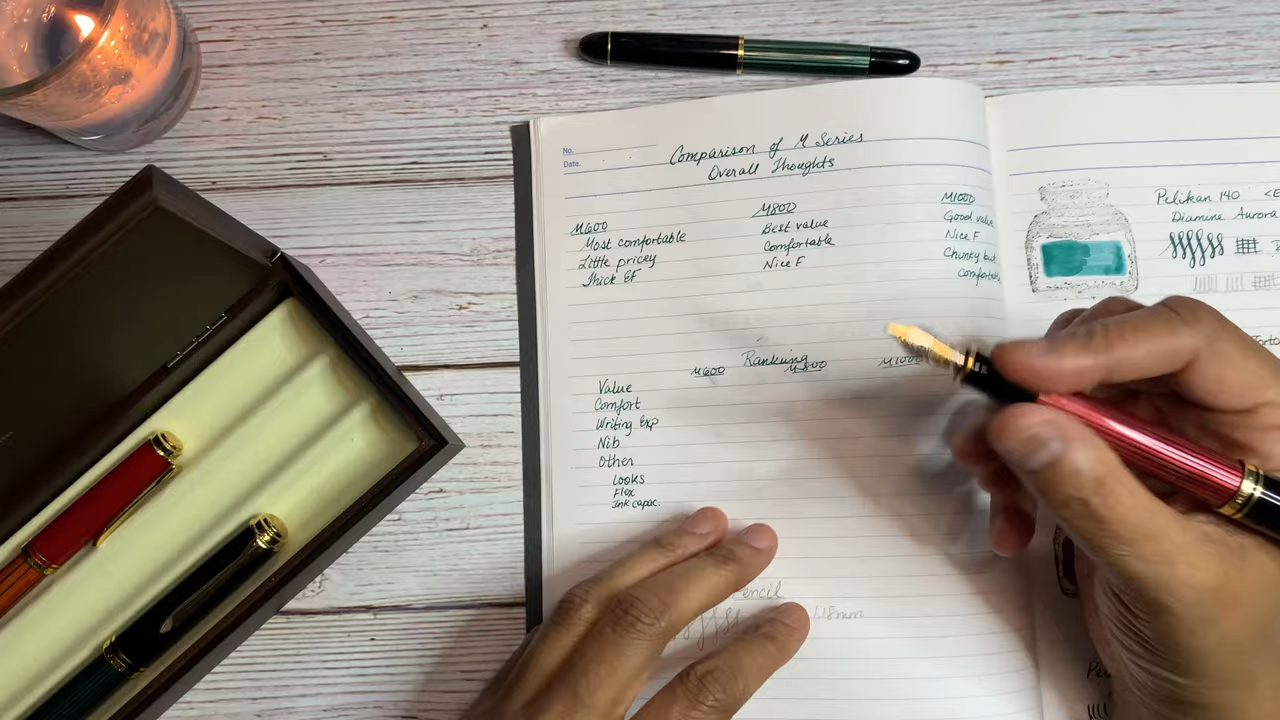 No.
Date.
Comparison of M Series
Overall Thoughts
M600
Most comfortable
Little pricey
Thick EF
M800
Best value
Comfortable
Nice F
M1000
Good value
Nice F
Chunky but
Comfortable
Ranking
M600 M800 M1000
Value
Comfort
Writing Exp
Nib
Other
Looks
Flex
Ink capac.
Pelikan 140 <E
Diamine Aurora